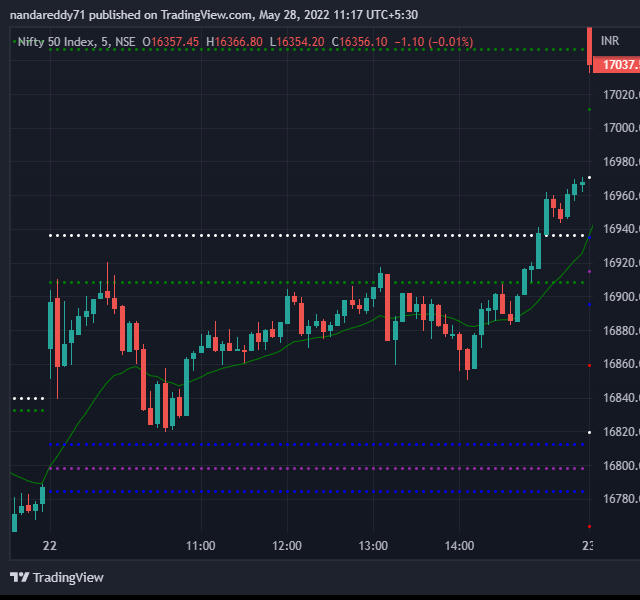 nandareddy71 published on TradingView.com, May 28, 2022 11:17 UTC+5:30
Nifty 50 Index, 5, NSE O16357.45 H16366.80 L16354.20 C16356.10 −1.10 (−0.01%)
INR
17037.
17020.
17000.
16980.
16960.
16940.
16920.
16900.
16880.
16860.
16840.
16820.
16800.
16780.
22 11:00 12:00 13:00 14:00 23
TradingView